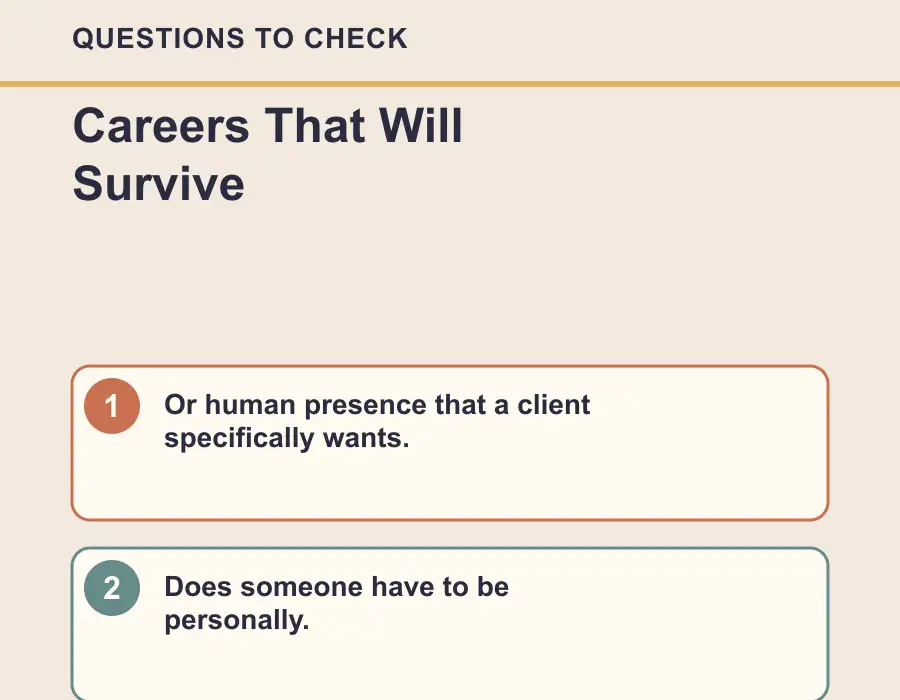 QUESTIONS TO CHECK
Careers That Will
Survive
1
Or human presence that a client
specifically wants.
2
Does someone have to be
personally.